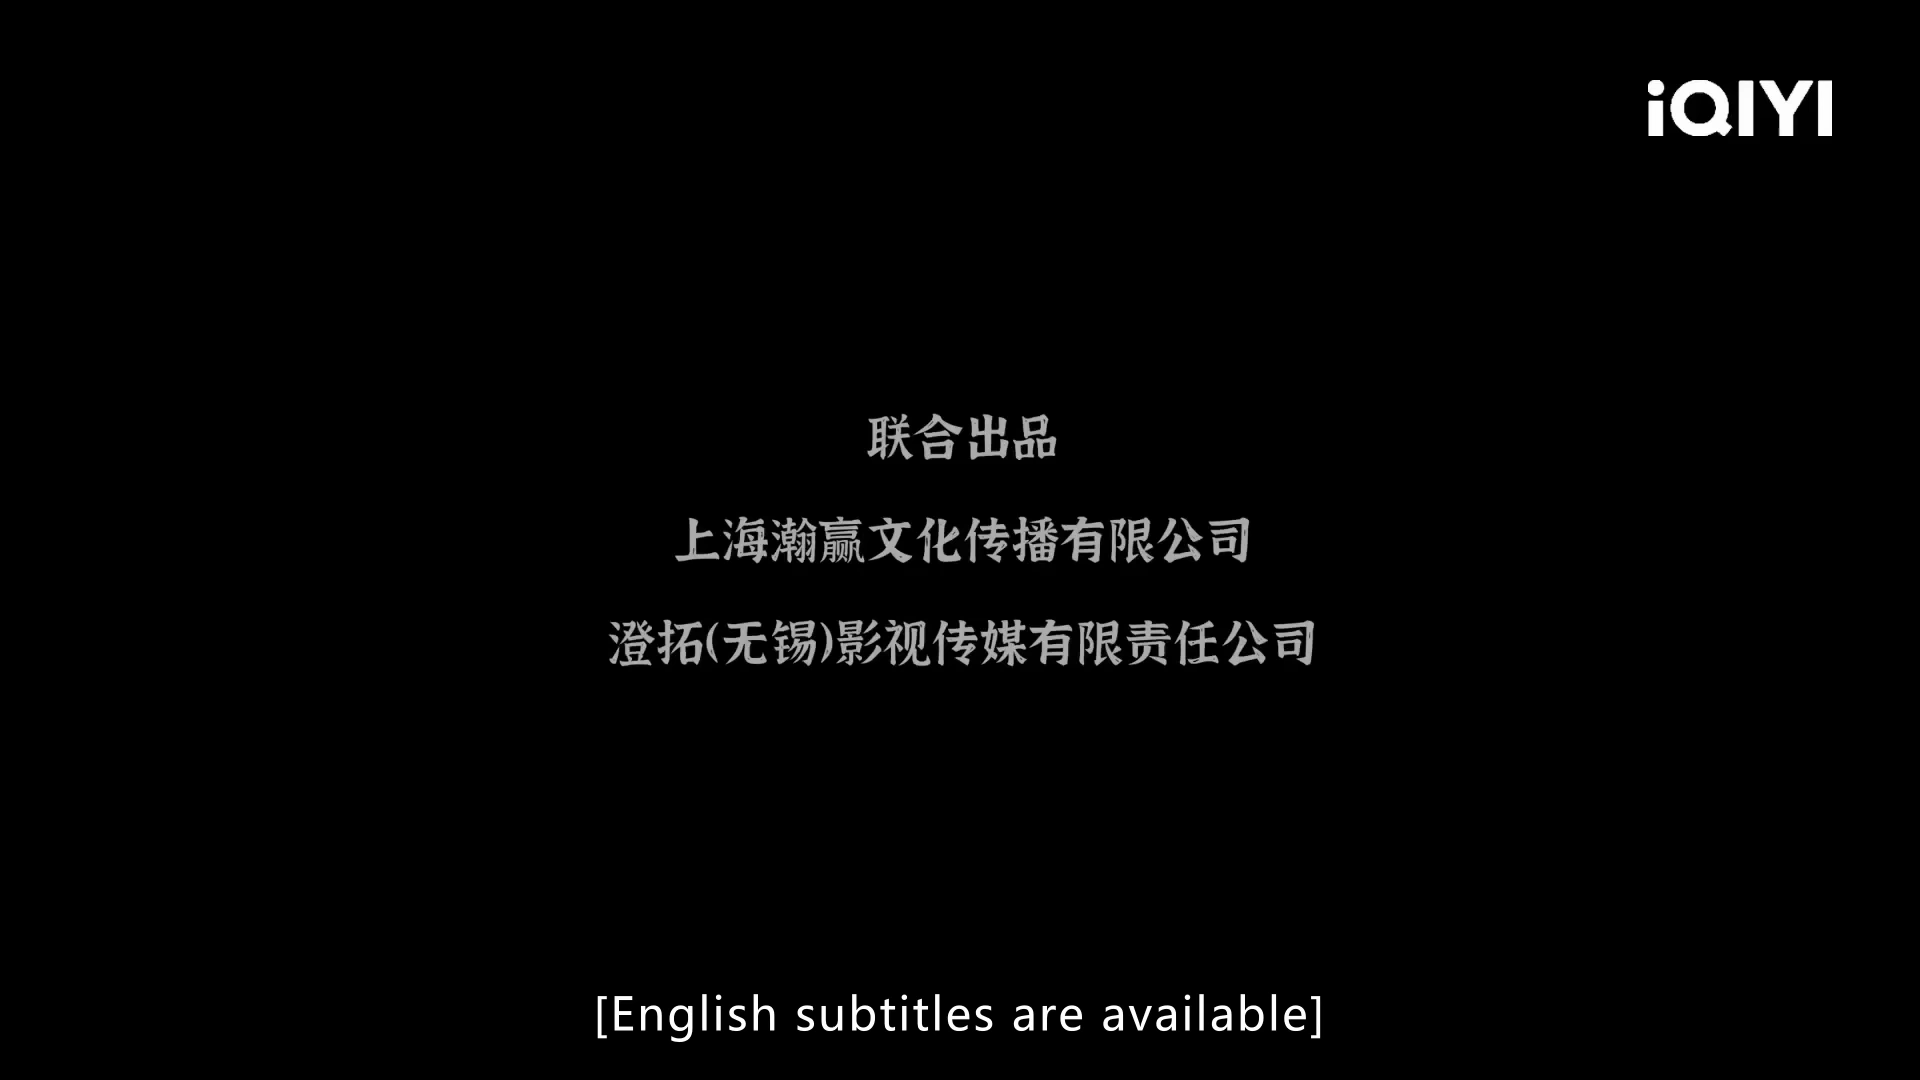 iQIYI
联合出品
上海瀚赢文化传播有限公司
澄拓(无锡)影视传媒有限责任公司
[English subtitles are available]